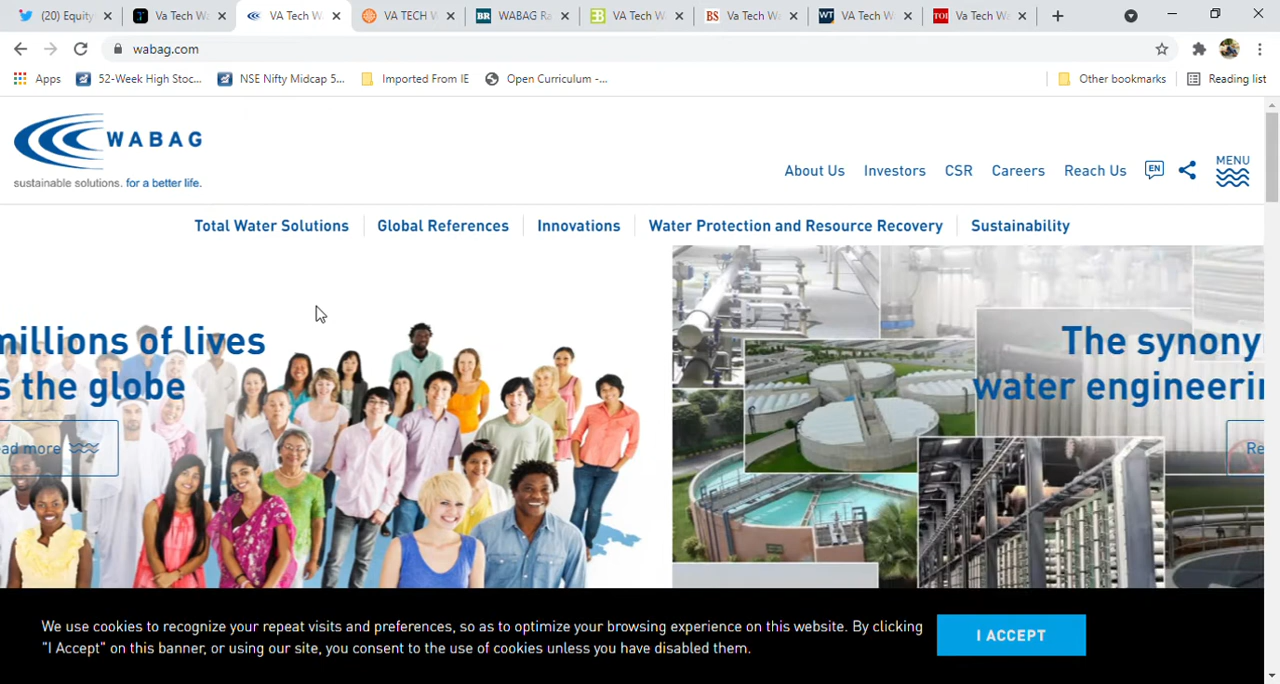 (20) Equity
Va Tech Wa
VA Tech W
VA TECH V
WABAG Ra
VA Tech W
BS Va Tech W
WT VA Tech W
TOI Va Tech W
wabag.com
Apps
52-Week High Stoc...
NSE Nifty Midcap 5...
Imported From IE
Open Curriculum -...
Other bookmarks
Reading list
WABAG
sustainable solutions. for a better life.
About Us
Investors
CSR
Careers
Reach Us
EN
MENU
Total Water Solutions
Global References
Innovations
Water Protection and Resource Recovery
Sustainability
millions of lives
s the globe
ead more
The synony
water engineerin
Re
We use cookies to recognize your repeat visits and preferences, so as to optimize your browsing experience on this website. By clicking
"I Accept" on this banner, or using our site, you consent to the use of cookies unless you have disabled them.
I ACCEPT